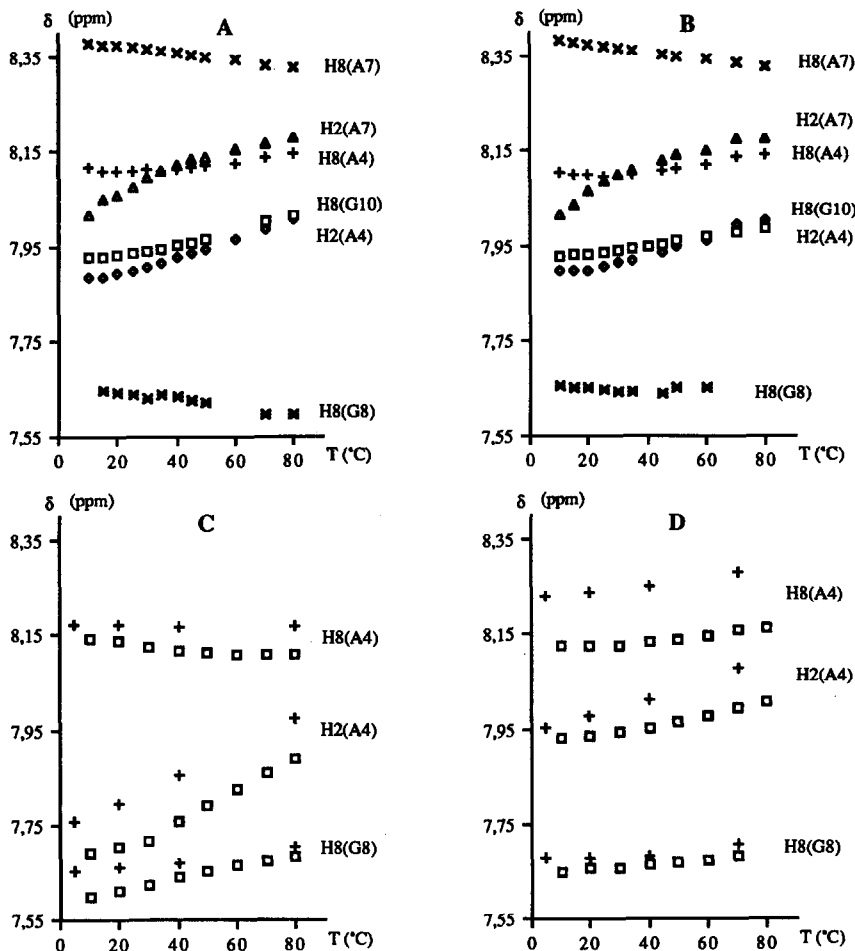 δ (ppm) A
8,35
8,15
7,95
7,75
7,55
H8(A7)
H2(A7)
H8(A4)
H8(G10)
H2(A4)
H8(G8)
0 20 40 60 80 T (°C)
δ (ppm) B
8,35
8,15
7,95
7,75
7,55
H8(A7)
H2(A7)
H8(A4)
H8(G10)
H2(A4)
H8(G8)
0 20 40 60 80 T (°C)
δ (ppm) C
8,35
8,15
7,95
7,75
7,55
H8(A4)
H2(A4)
H8(G8)
0 20 40 60 80 T (°C)
δ (ppm) D
8,35
8,15
7,95
7,75
7,55
H8(A4)
H2(A4)
H8(G8)
0 20 40 60 80 T (°C)